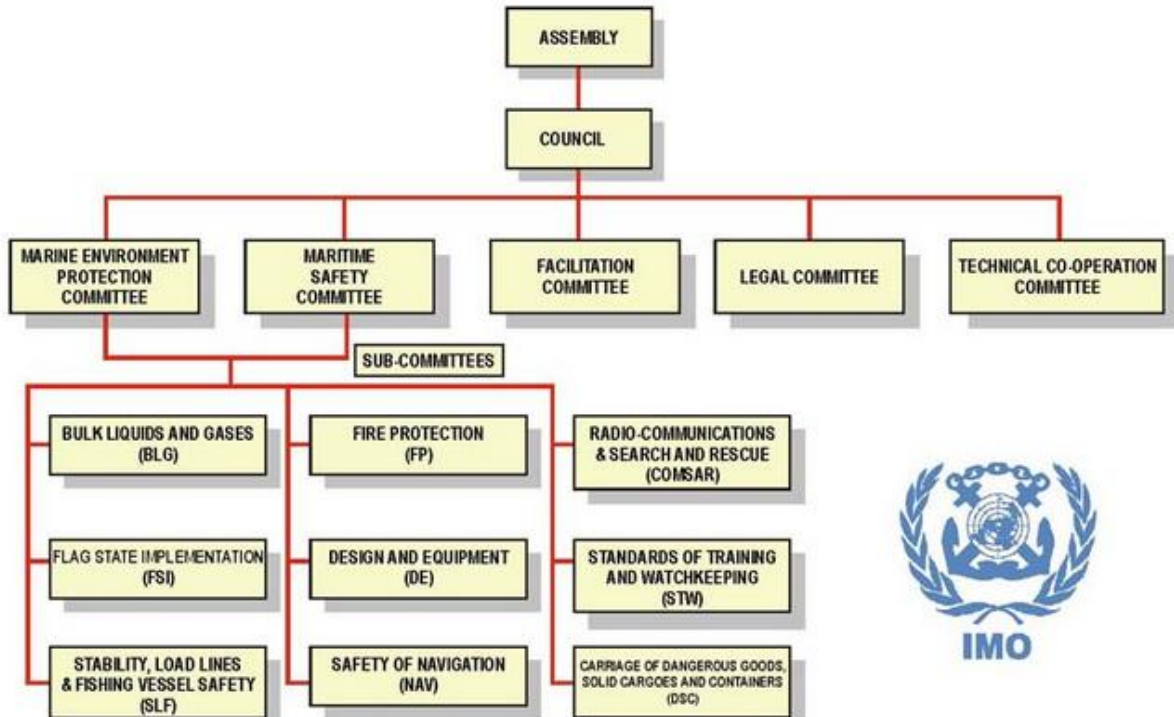 ASSEMBLY
COUNCIL
MARINE ENVIRONMENT
PROTECTION
COMMITTEE
MARITIME
SAFETY
COMMITTEE
FACILITATION
COMMITTEE
LEGAL COMMITTEE
TECHNICAL CO-OPERATION
COMMITTEE
SUB-COMMITTEES
BULK LIQUIDS AND GASES
(BLG)
FIRE PROTECTION
(FP)
RADIO-COMMUNICATIONS
& SEARCH AND RESCUE
(COMSAR)
FLAG STATE IMPLEMENTATION
(FSI)
DESIGN AND EQUIPMENT
(DE)
STANDARDS OF TRAINING
AND WATCHKEEPING
(STW)
STABILITY, LOAD LINES
& FISHING VESSEL SAFETY
(SLF)
SAFETY OF NAVIGATION
(NAV)
CARRIAGE OF DANGEROUS GOODS,
SOLID CARGOES AND CONTAINERS
(DSC)
IMO